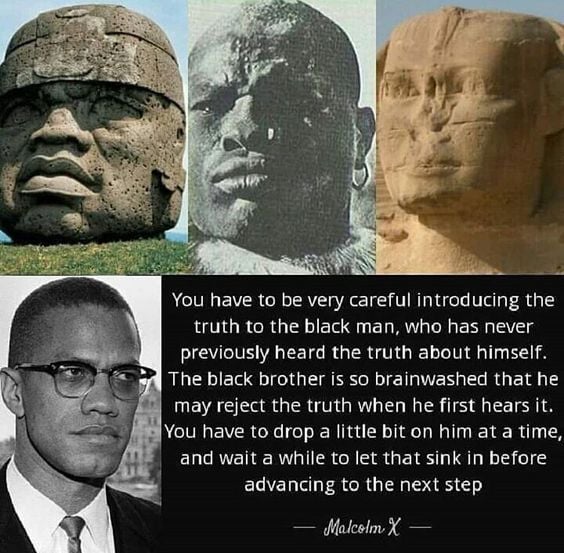 You have to be very careful introducing the
truth to the black man, who has never
previously heard the truth about himself.
The black brother is so brainwashed that he
may reject the truth when he first hears it.
You have to drop a little bit on him at a time,
and wait a while to let that sink in before
advancing to the next step
— Malcolm X —